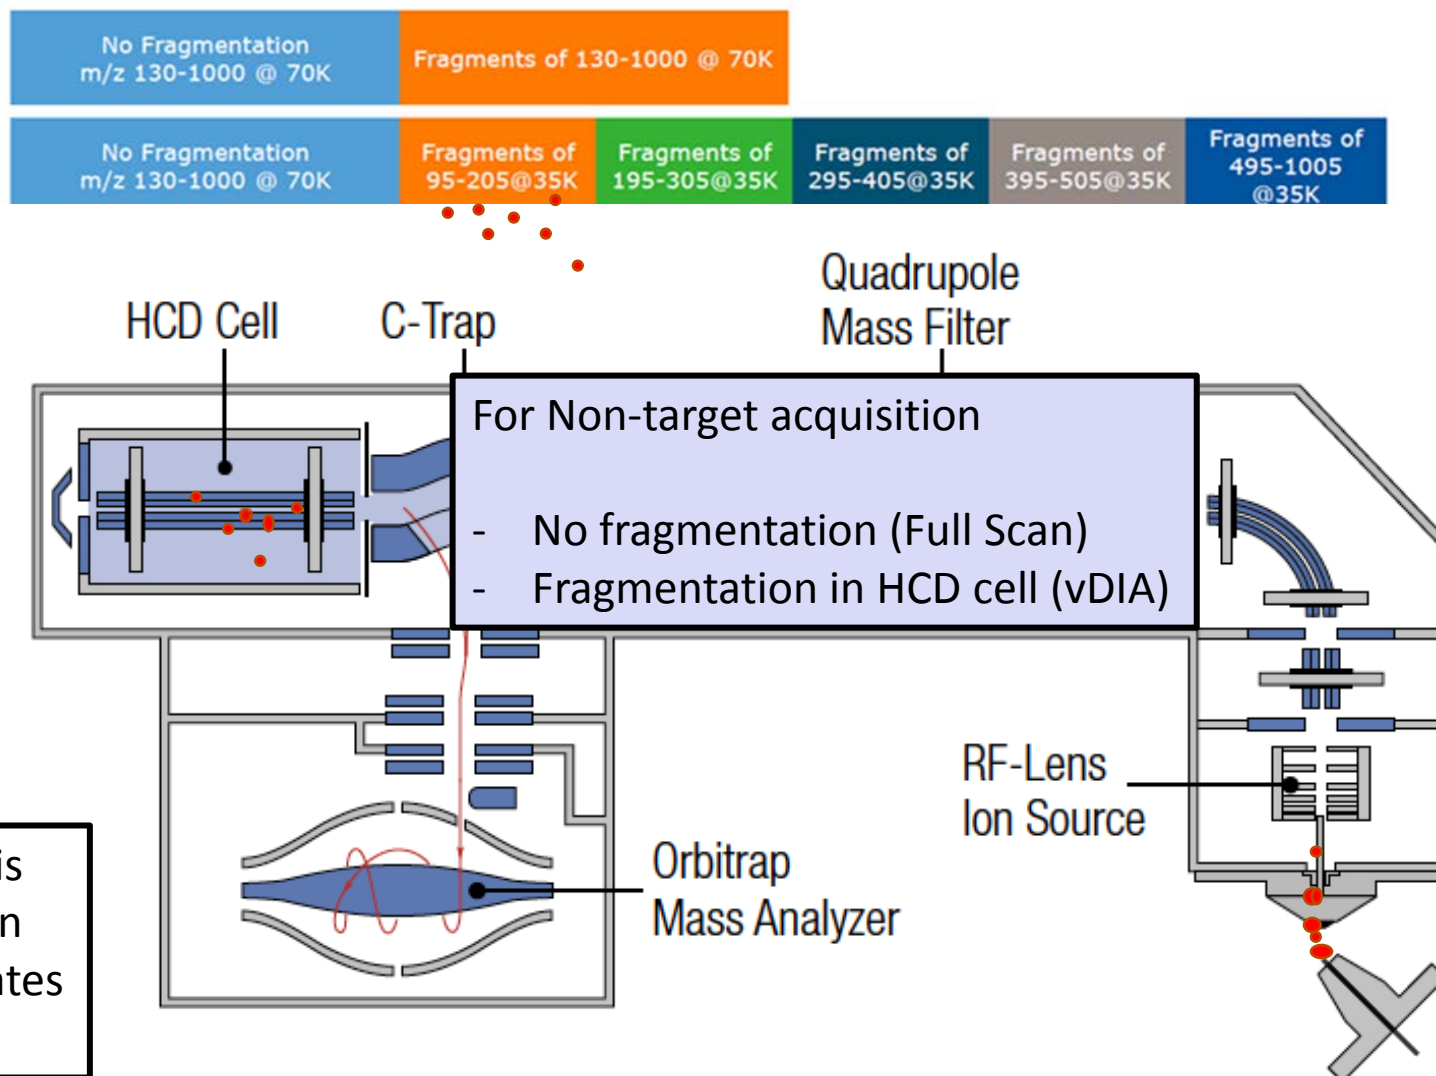 No Fragmentation
m/z 130-1000 @ 70K
Fragments of 130-1000 @ 70K
No Fragmentation
m/z 130-1000 @ 70K
Fragments of
95-205@35K
Fragments of
195-305@35K
Fragments of
295-405@35K
Fragments of
395-505@35K
Fragments of
495-1005
@35K
HCD Cell
C-Trap
Quadrupole
Mass Filter
For Non-target acquisition
- No fragmentation (Full Scan)
- Fragmentation in HCD cell (vDIA)
RF-Lens
Ion Source
Orbitrap
Mass Analyzer